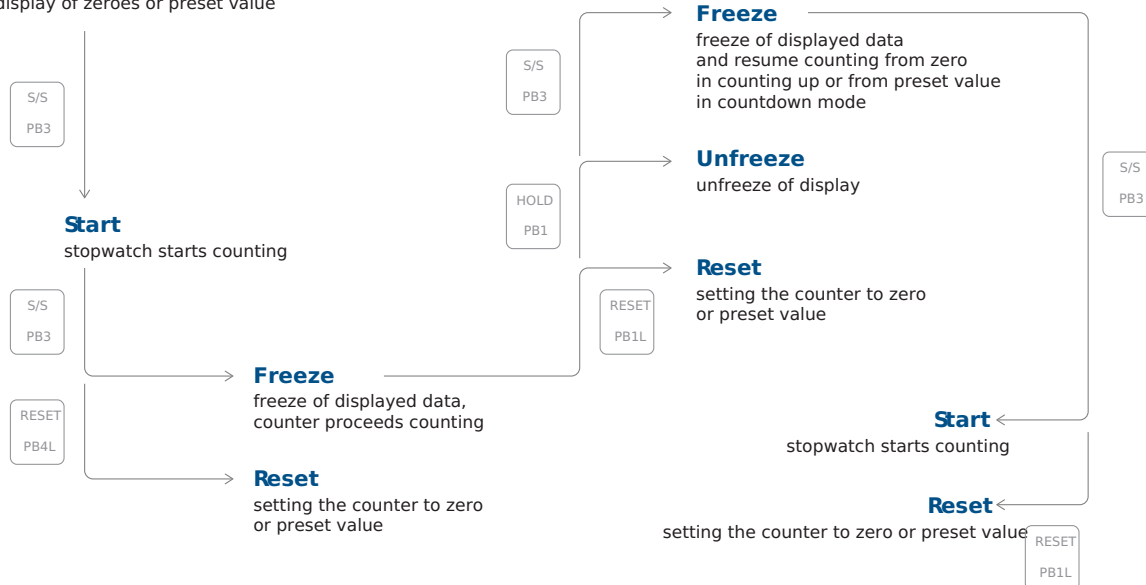 display of zeroes or preset value
S/S
PB3
Start
stopwatch starts counting
S/S
PB3
RESET
PB4L
Freeze
freeze of displayed data,
counter proceeds counting
Reset
setting the counter to zero
or preset value
S/S
PB3
HOLD
PB1
RESET
PB1L
Freeze
freeze of displayed data
and resume counting from zero
in counting up or from preset value
in countdown mode
Unfreeze
unfreeze of display
Reset
setting the counter to zero
or preset value
S/S
PB3
Start
stopwatch starts counting
Reset
setting the counter to zero or preset value
RESET
PB1L